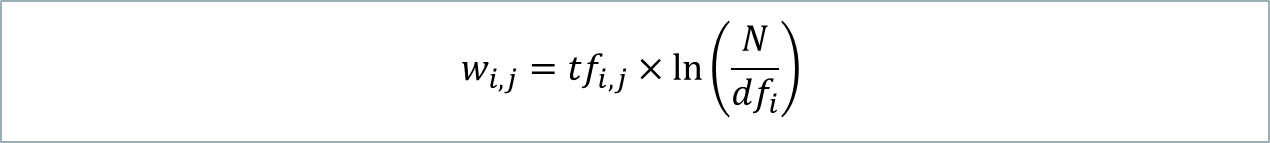 w_{i,j} = tf_{i,j} × ln(N/df_i)